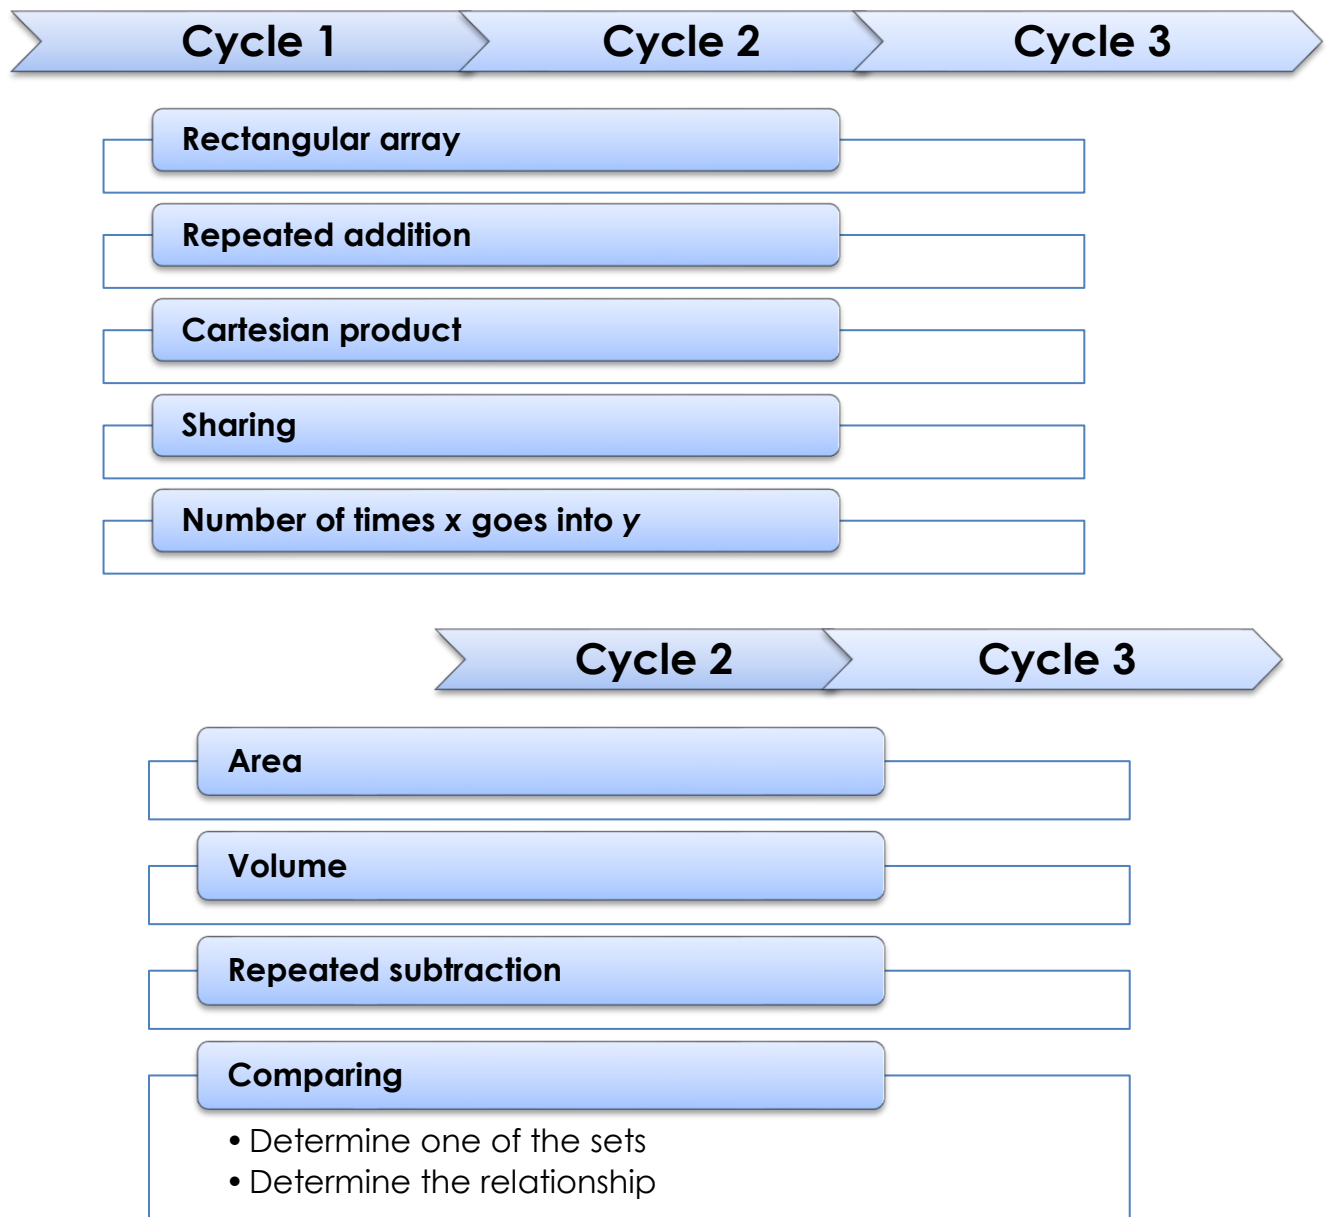 Cycle 1 Cycle 2 Cycle 3
Rectangular array
Repeated addition
Cartesian product
Sharing
Number of times x goes into y
Cycle 2 Cycle 3
Area
Volume
Repeated subtraction
Comparing
• Determine one of the sets
• Determine the relationship